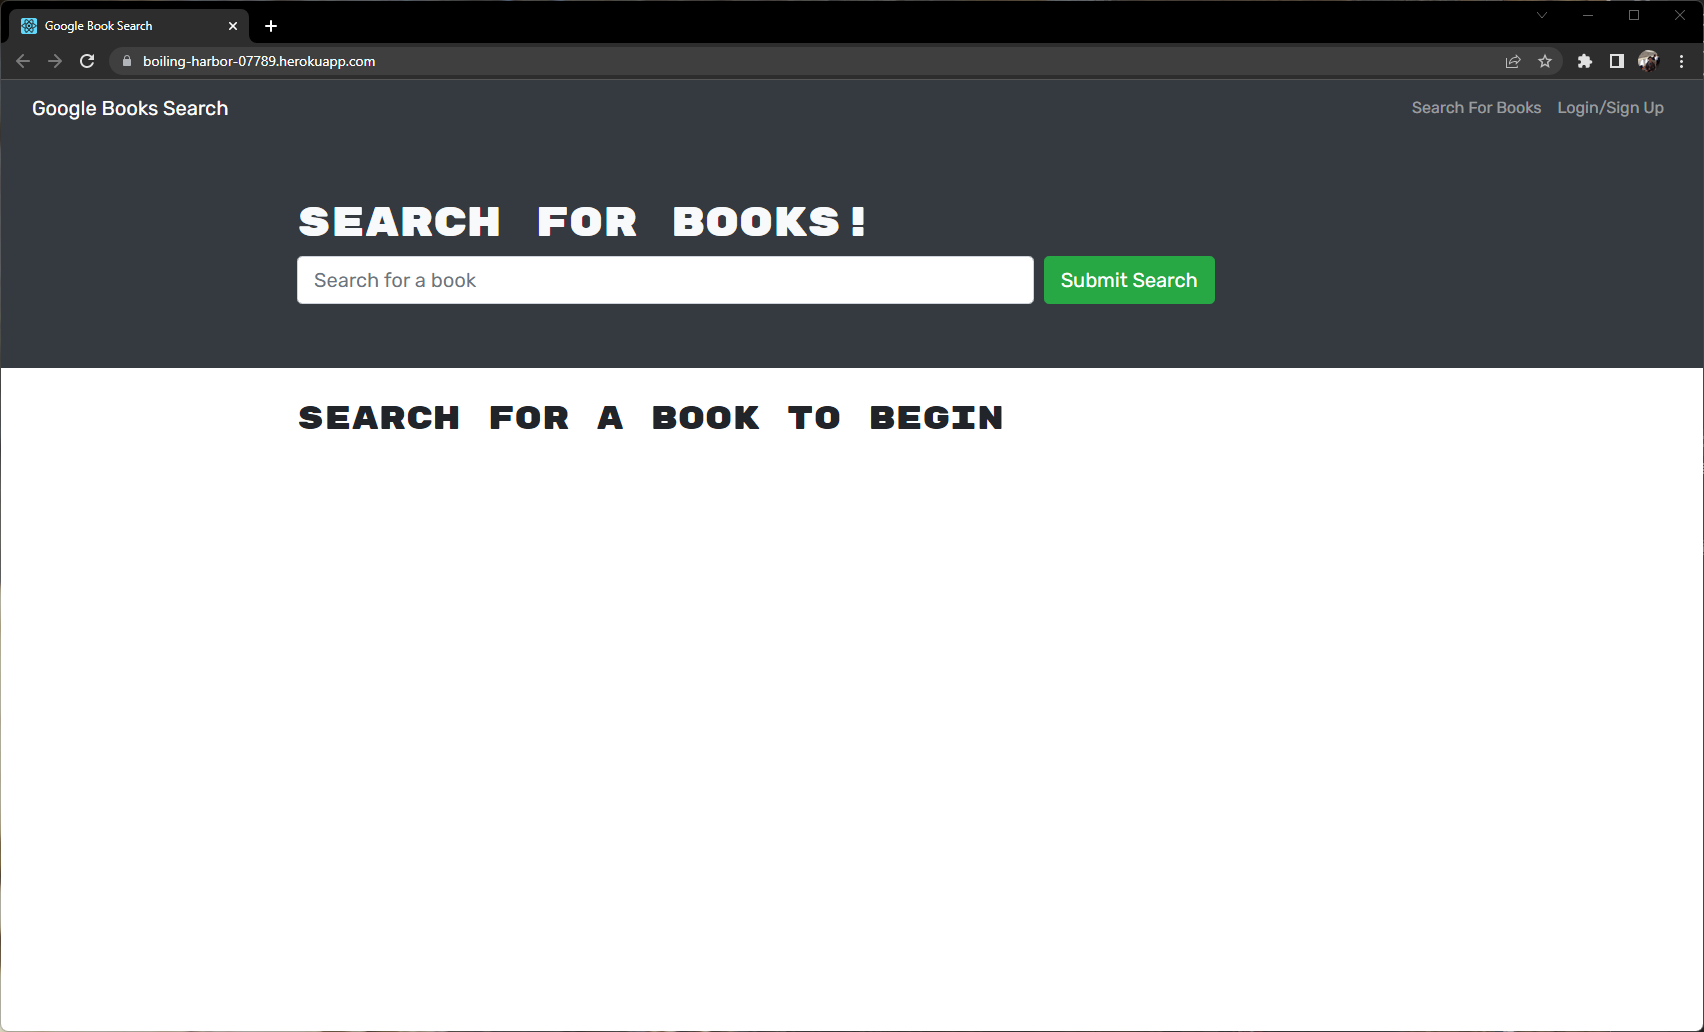 Google Book Search
boiling-harbor-07789.herokuapp.com
Google Books Search
Search For Books
Login/Sign Up
SEARCH FOR BOOKS!
Search for a book
Submit Search
SEARCH FOR A BOOK TO BEGIN